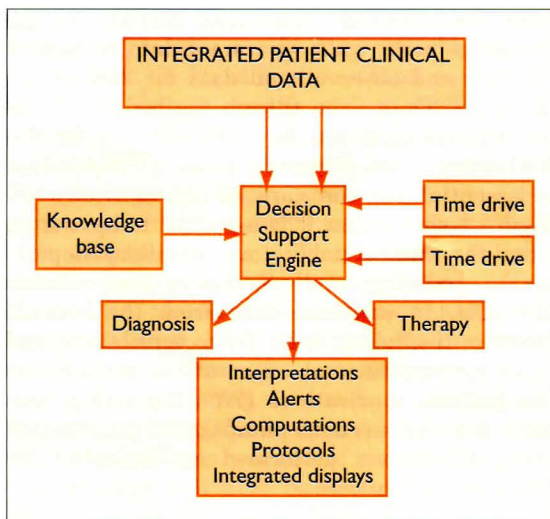 INTEGRATED PATIENT CLINICAL
DATA
Knowledge
base
Decision
Support
Engine
Time drive
Time drive
Diagnosis
Therapy
Interpretations
Alerts
Computations
Protocols
Integrated displays